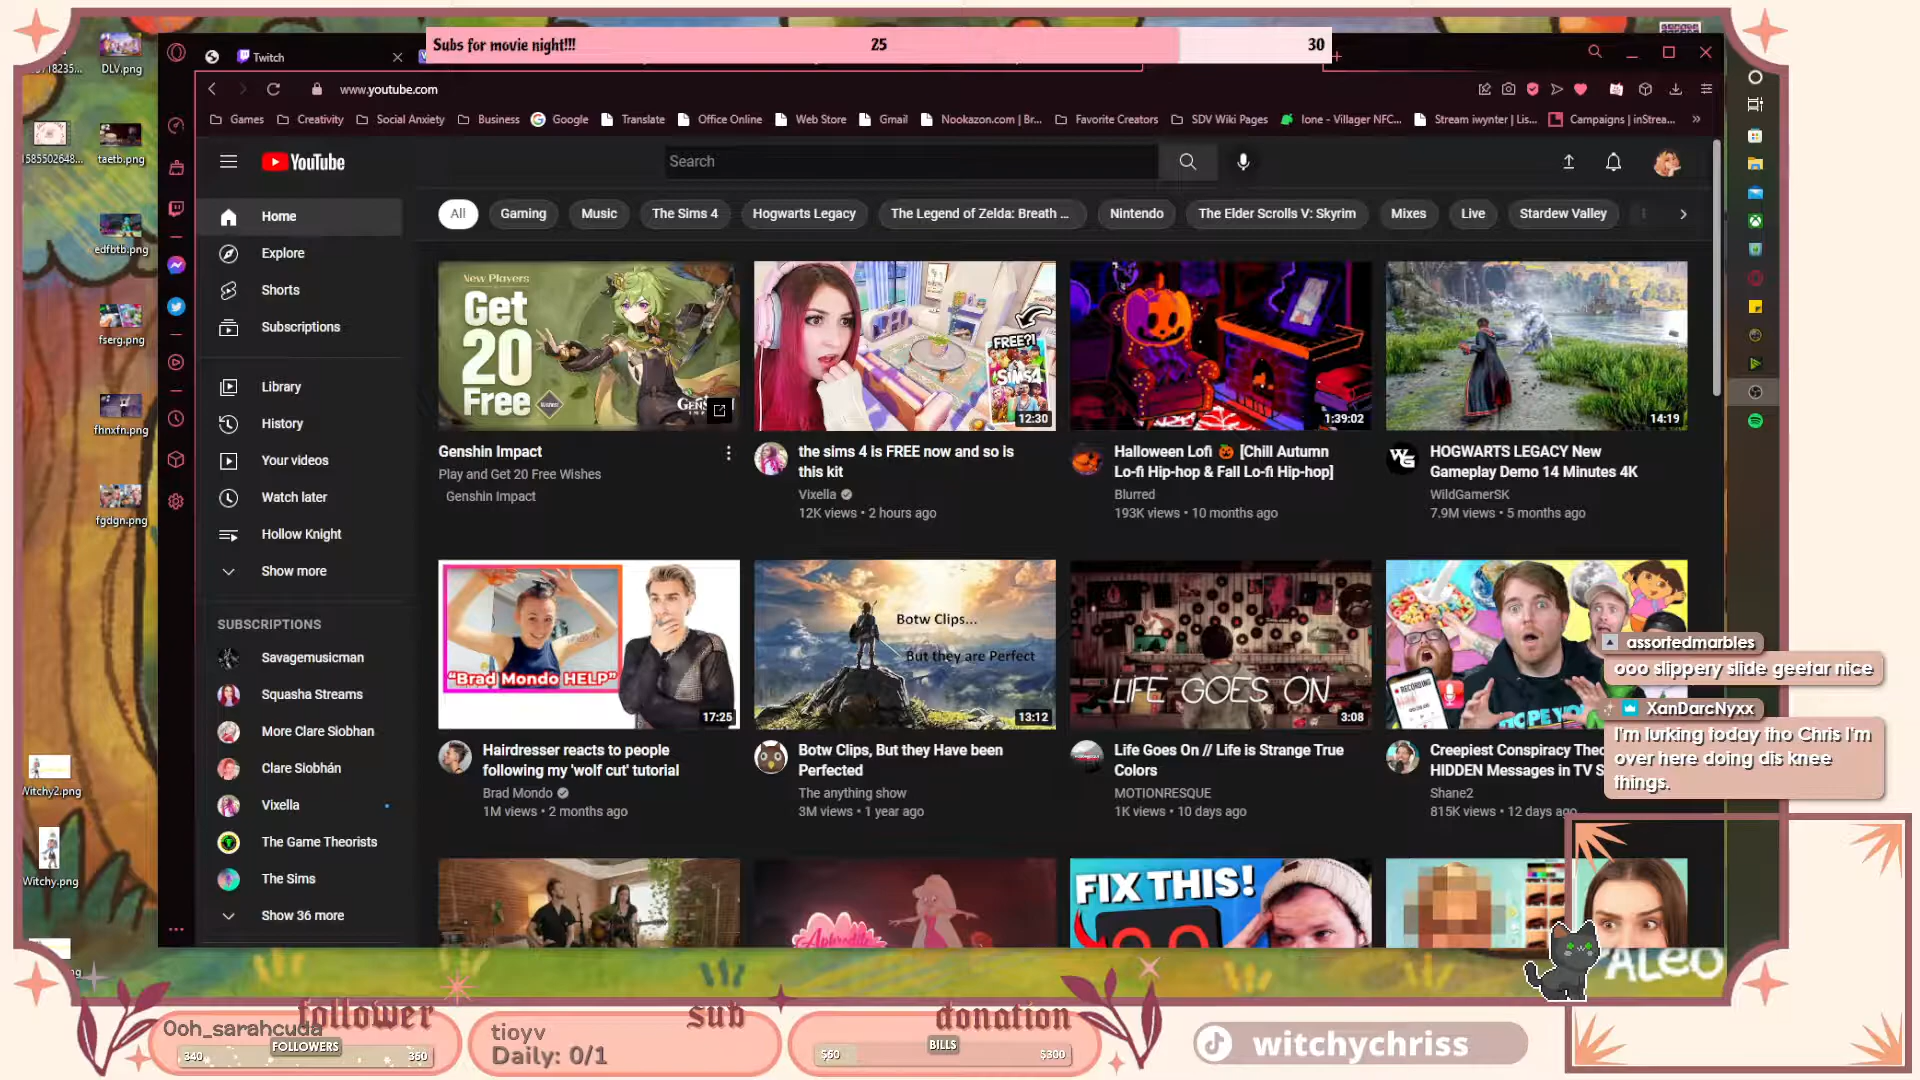 Subs for movie night!!!
25
30
718235...
DLV.png
Twitch
www.youtube.com
Games
Creativity
Social Anxiety
Business
Google
Translate
Office Online
Web Store
Gmail
Nookazon.com | Br...
Favorite Creators
SDV Wiki Pages
Ione - Villager NFC...
Stream iwynter | Lis...
Campaigns | inStrea...
1585502648...
taetb.png
YouTube
Search
Home
All
Gaming
Music
The Sims 4
Hogwarts Legacy
The Legend of Zelda: Breath ...
Nintendo
The Elder Scrolls V: Skyrim
Mixes
Live
Stardew Valley
edfbtb.png
Explore
Shorts
Subscriptions
fserg.png
Library
History
fhnxfn.png
Your videos
Watch later
fgdgn.png
Hollow Knight
Show more
New Players
Get
20
Free
FREE?!
SIMS4
12:30
1:39:02
14:19
Genshin Impact
Play and Get 20 Free Wishes
Genshin Impact
the sims 4 is FREE now and so is
this kit
Vixella
12K views • 2 hours ago
Halloween Lofi 🎃 [Chill Autumn
Lo-fi Hip-hop & Fall Lo-fi Hip-hop]
Blurred
193K views • 10 months ago
HOGWARTS LEGACY New
Gameplay Demo 14 Minutes 4K
WildGamerSK
7.9M views • 5 months ago
SUBSCRIPTIONS
Savagemusicman
Squasha Streams
More Clare Siobhan
Clare Siobhán
Vixella
The Game Theorists
The Sims
Show 36 more
"Brad Mondo HELP"
17:25
Botw Clips...
But they are Perfect
13:12
LIFE GOES ON
3:08
RECORDING
Hairdresser reacts to people
following my 'wolf cut' tutorial
Brad Mondo
1M views • 2 months ago
Botw Clips, But they Have been
Perfected
The anything show
3M views • 1 year ago
Life Goes On // Life is Strange True
Colors
MOTIONRESQUE
1K views • 10 days ago
Creepiest Conspiracy Theo
HIDDEN Messages in TV S
Shane2
815K views • 12 days ago
assortedmarbles
ooo slippery slide geetar nice
XanDarcNyxx
I'm lurking today tho Chris I'm
over here doing dis knee
things.
Witchy2.png
Witchy.png
Aphrodite
FIX THIS!
ALEO
follower
Ooh_sarahcuda
FOLLOWERS
340
360
sub
tioyv
Daily: 0/1
donation
BILLS
$60
$300
witchychriss